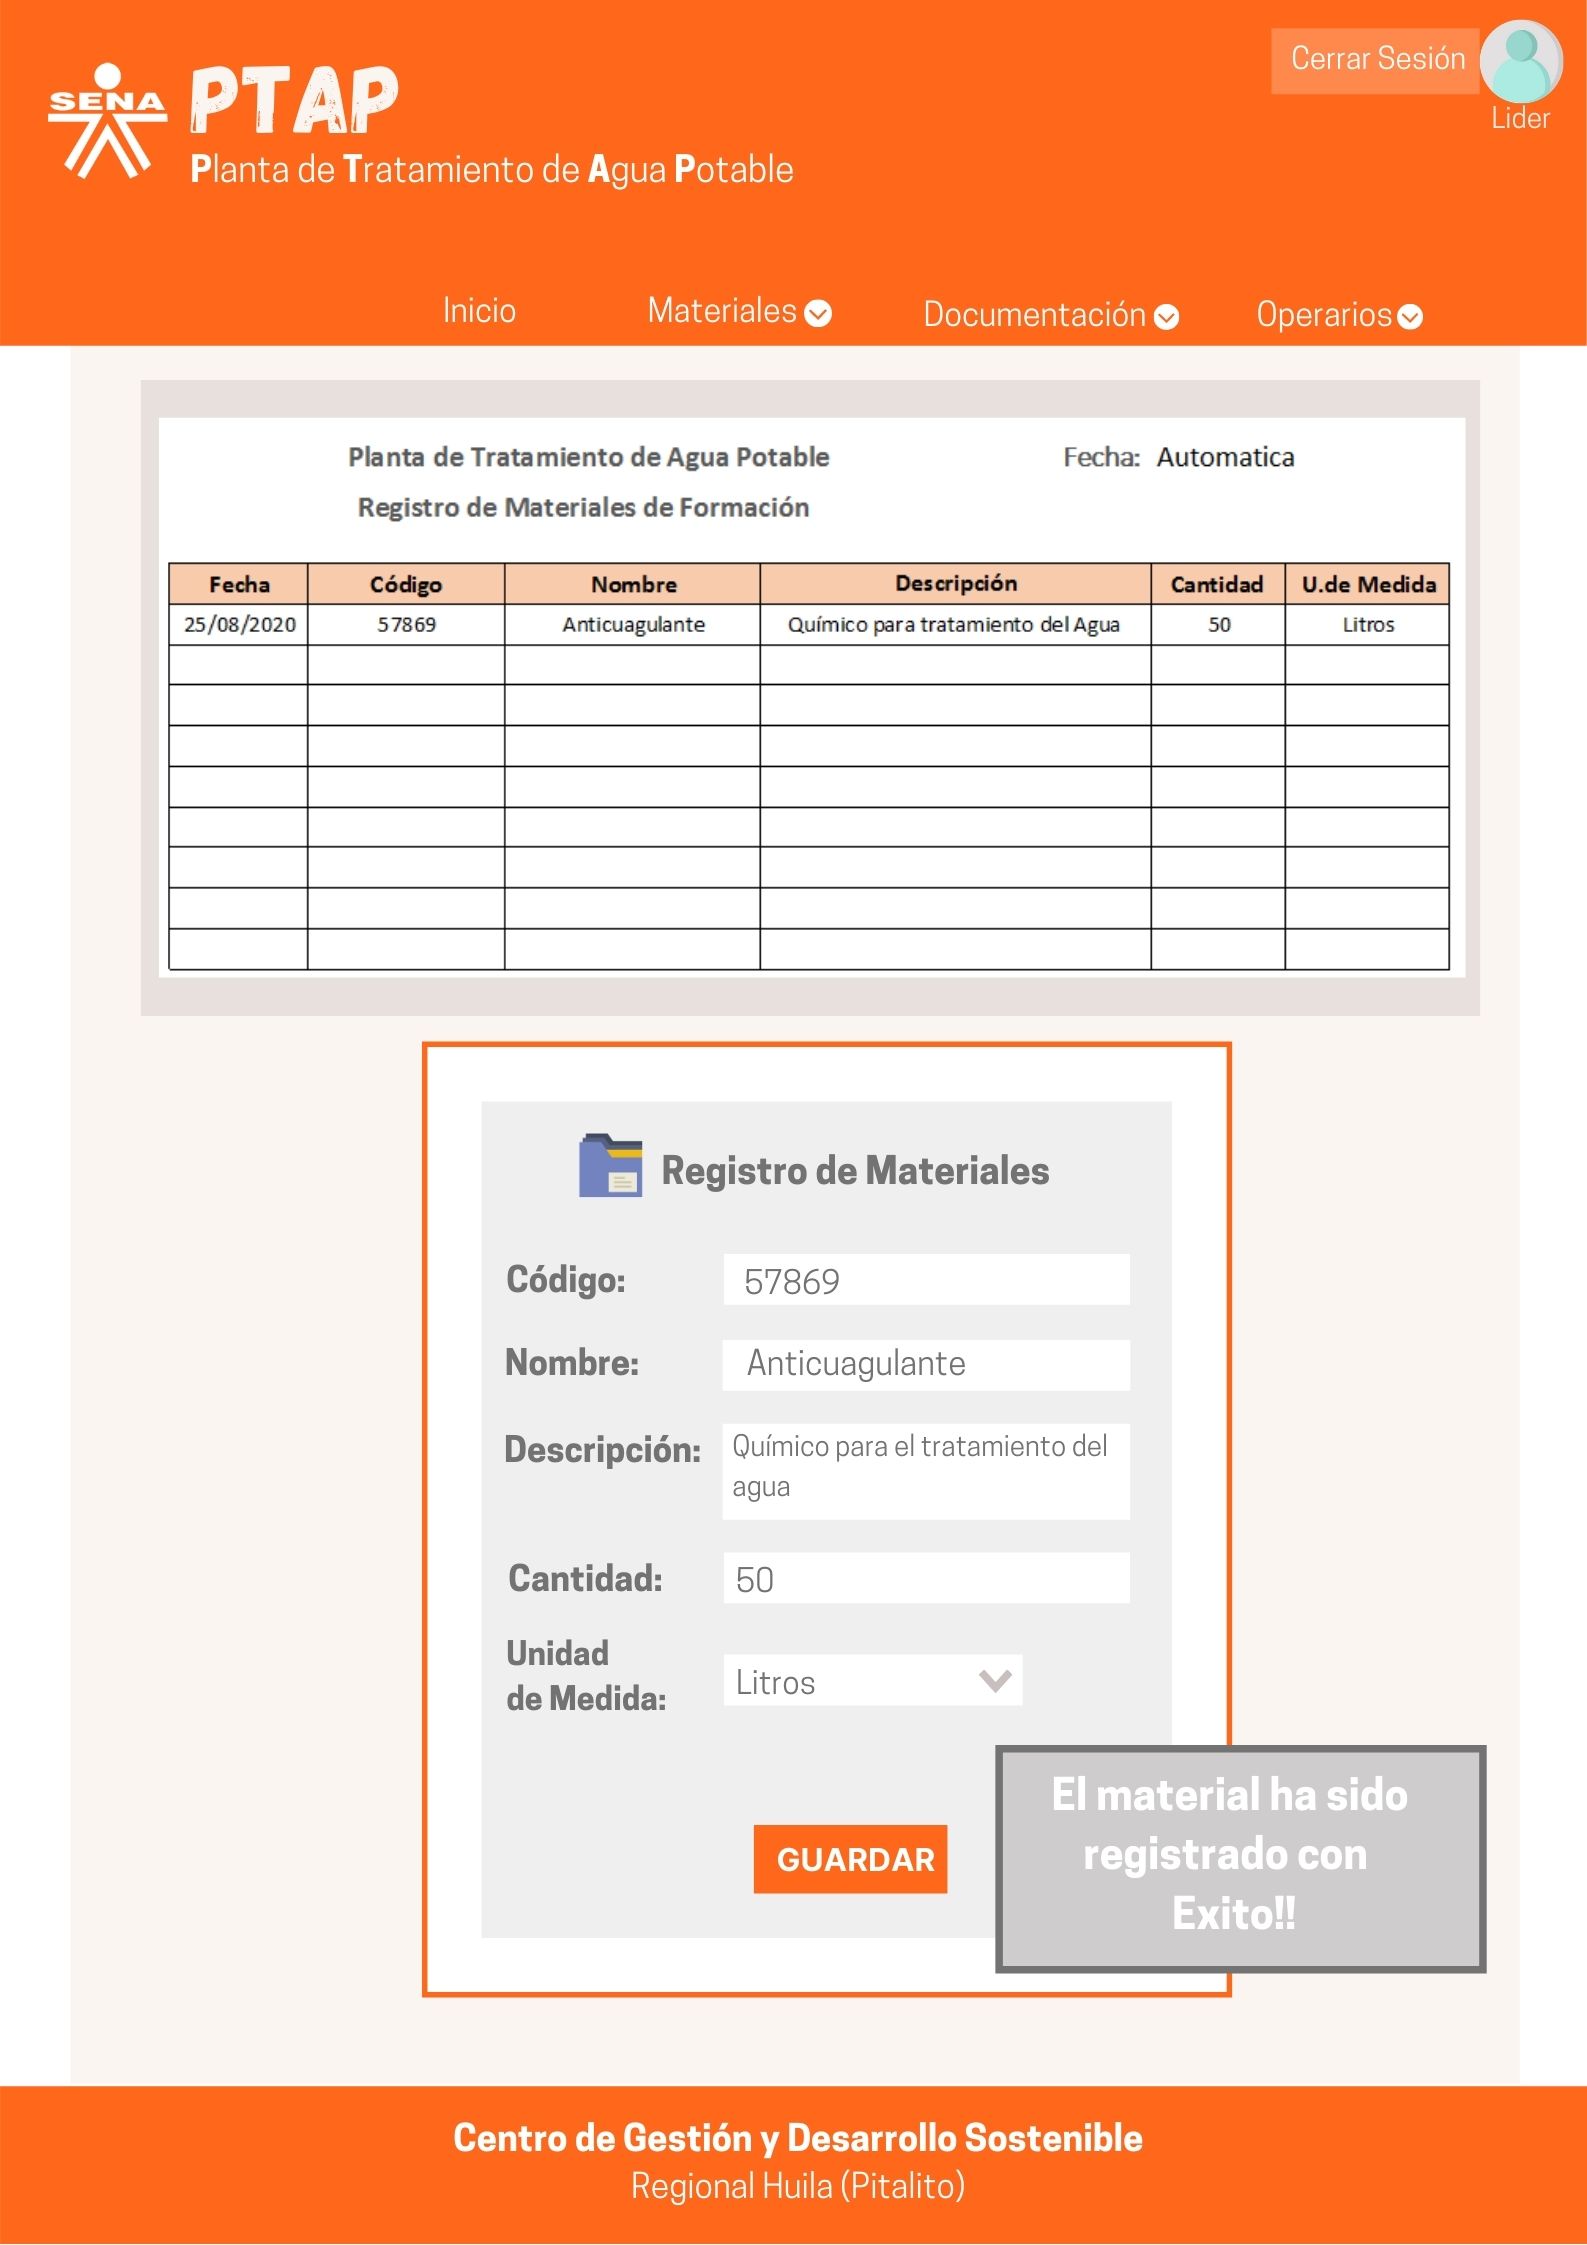 Cerrar Sesión
Lider
SENA
PTAP
Planta de Tratamiento de Agua Potable
Inicio Materiales Documentación Operarios
Planta de Tratamiento de Agua Potable Fecha: Automatica
Registro de Materiales de Formación
Fecha Código Nombre Descripción Cantidad U.de Medida
25/08/2020 57869 Anticuagulante Químico para tratamiento del Agua 50 Litros
Registro de Materiales
Código: 57869
Nombre: Anticuagulante
Descripción: Químico para el tratamiento del
agua
Cantidad: 50
Unidad
de Medida: Litros
GUARDAR
El material ha sido
registrado con
Exito!!
Centro de Gestión y Desarrollo Sostenible
Regional Huila (Pitalito)